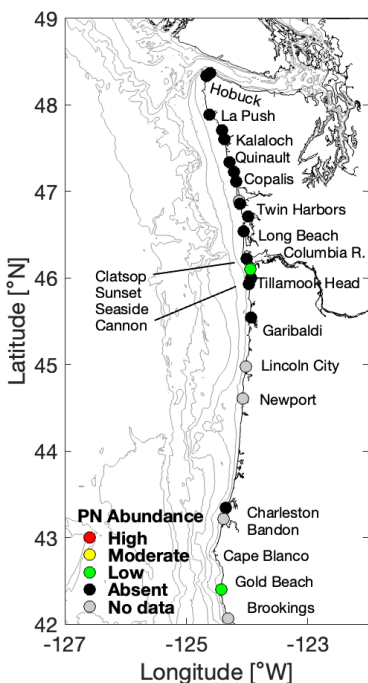 49
48
47
46
45
44
43
42
-127
-125
-123
Latitude [°N]
Longitude [°W]
Hobuck
La Push
Kalaloch
Quinault
Copalis
Twin Harbors
Long Beach
Columbia R.
Clatsop
Sunset
Seaside
Cannon
Tillamook Head
Garibaldi
Lincoln City
Newport
Charleston
Bandon
Cape Blanco
Gold Beach
Brookings
PN Abundance
High
Moderate
Low
Absent
No data